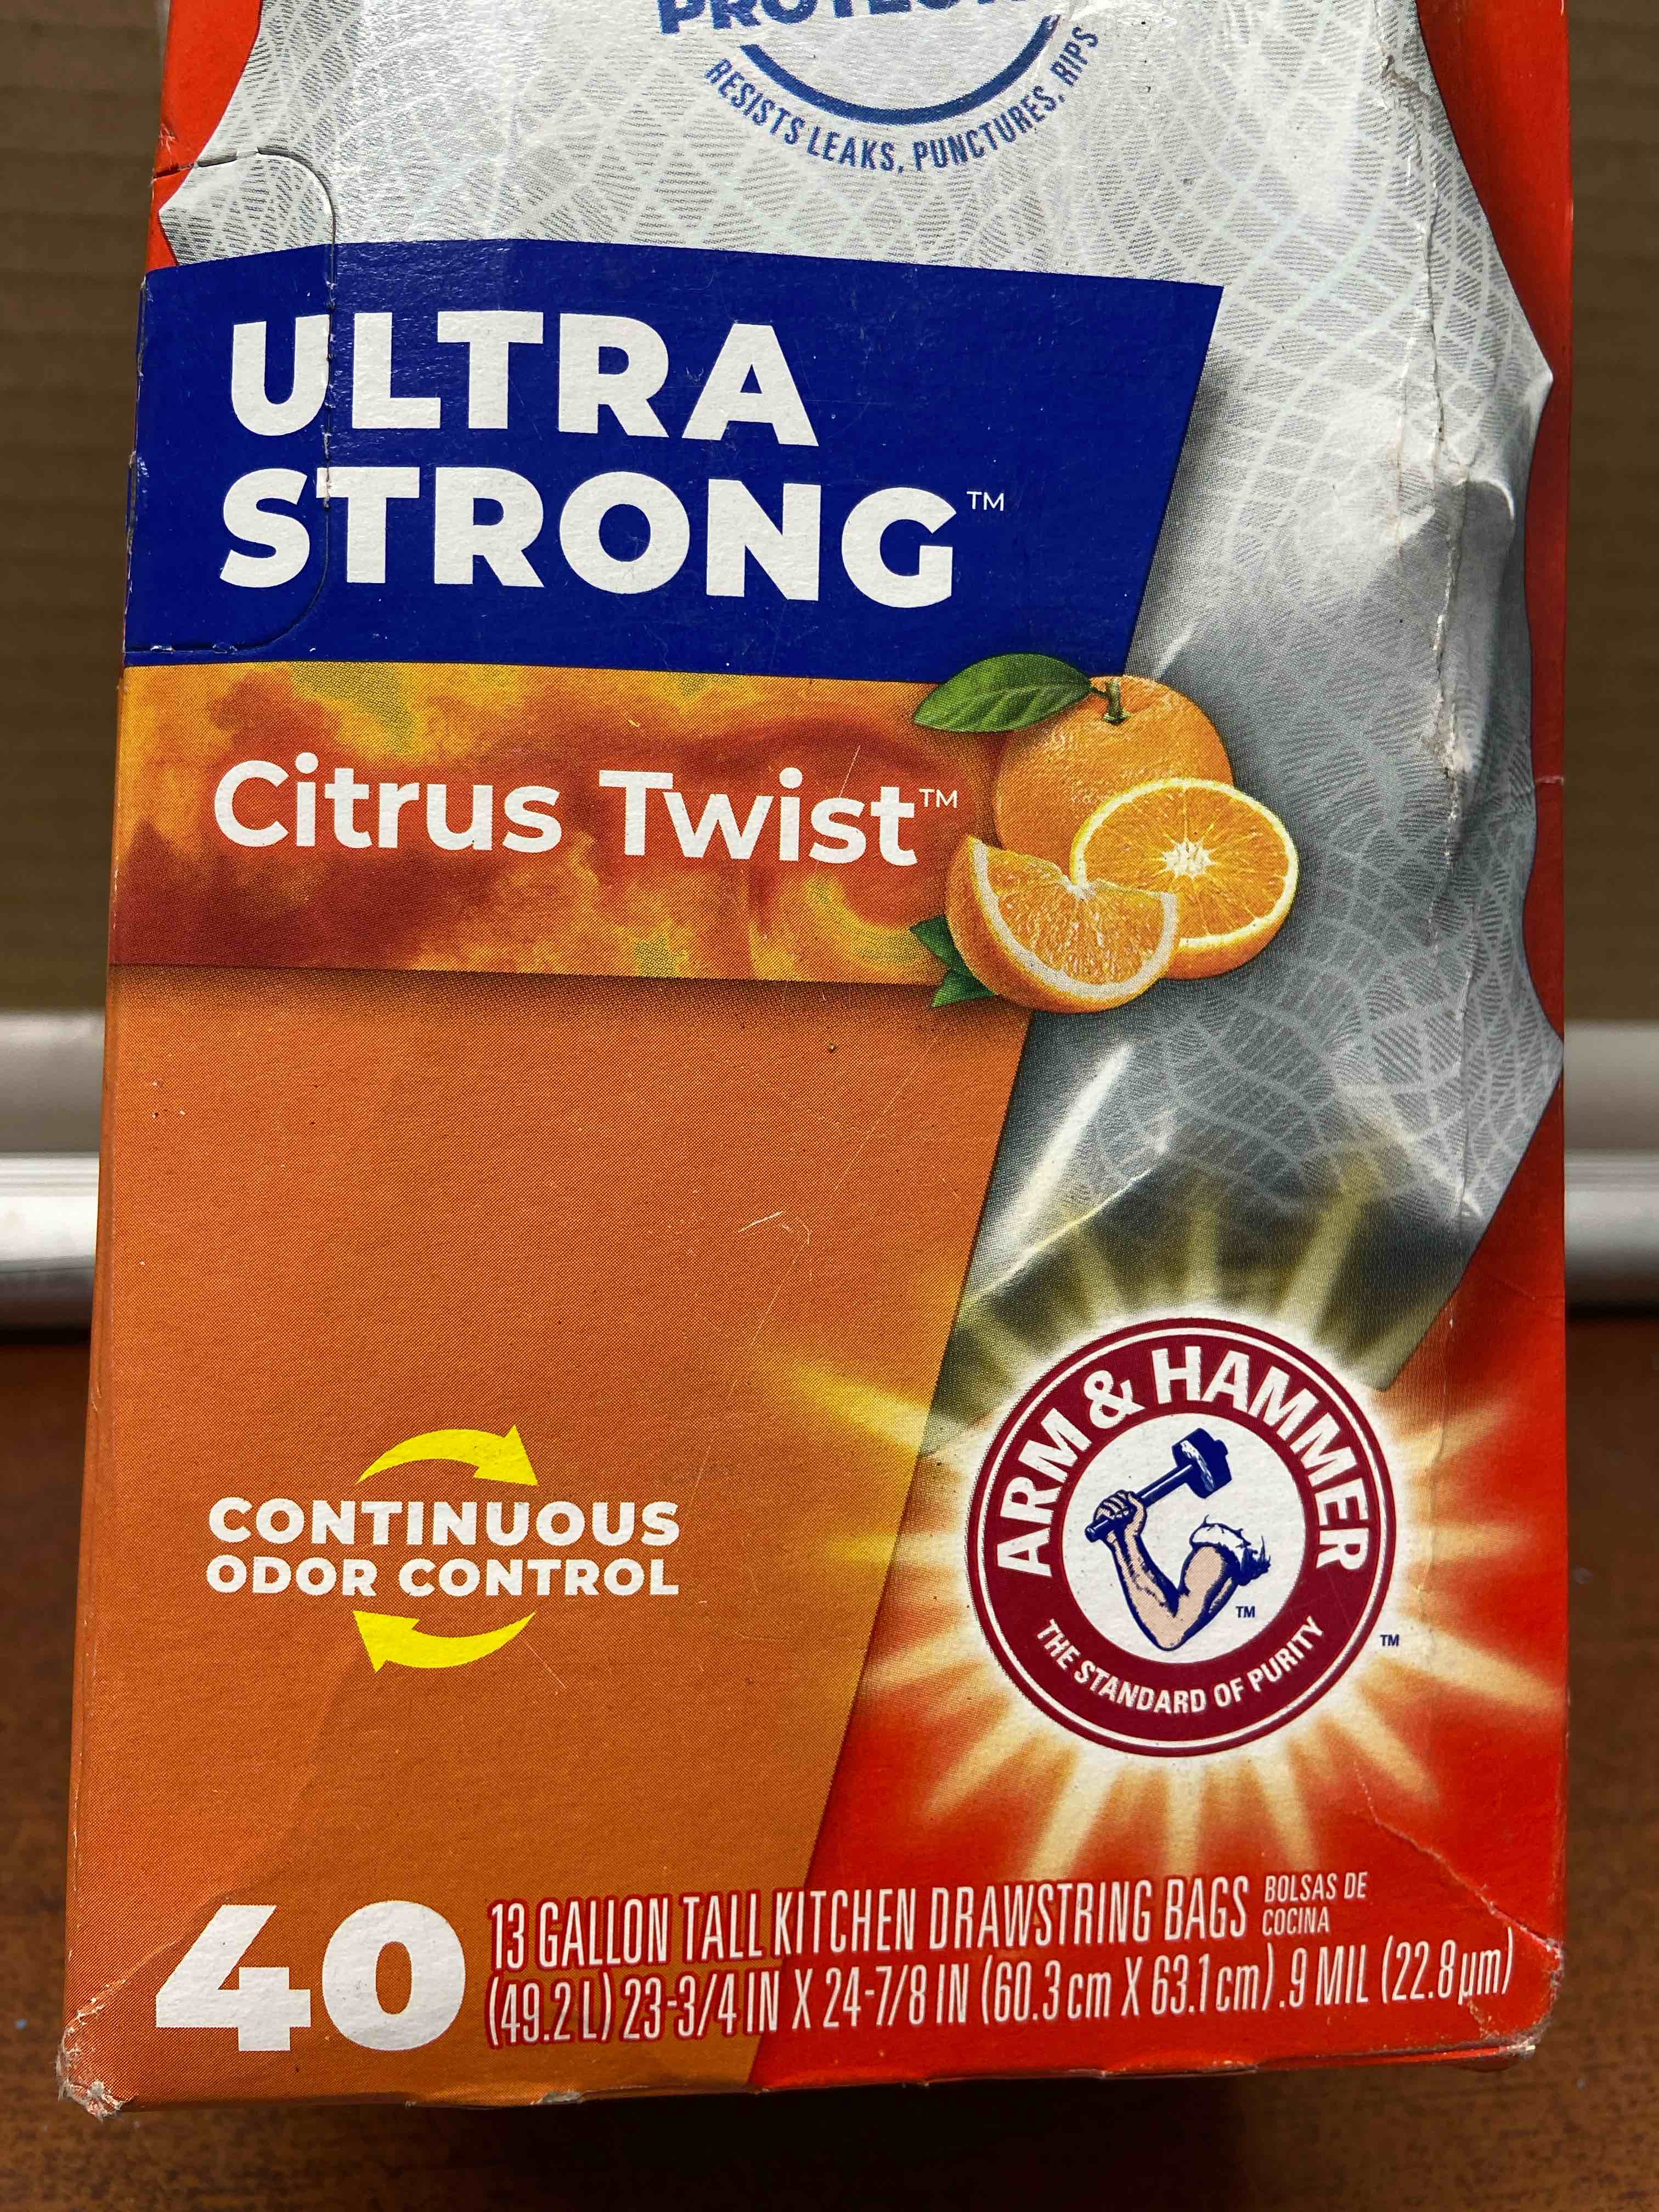 RESISTS LEAKS, PUNCTURES, RIPS
ULTRA
STRONG™
Citrus Twist™
CONTINUOUS
ODOR CONTROL
ARM & HAMMER
™
THE STANDARD OF PURITY
™
40
13 GALLON TALL KITCHEN DRAWSTRING BAGS BOLSAS DE
COCINA
(49.2 L) 23-3/4 IN X 24-7/8 IN (60.3 cm X 63.1 cm) .9 MIL (22.8 µm)